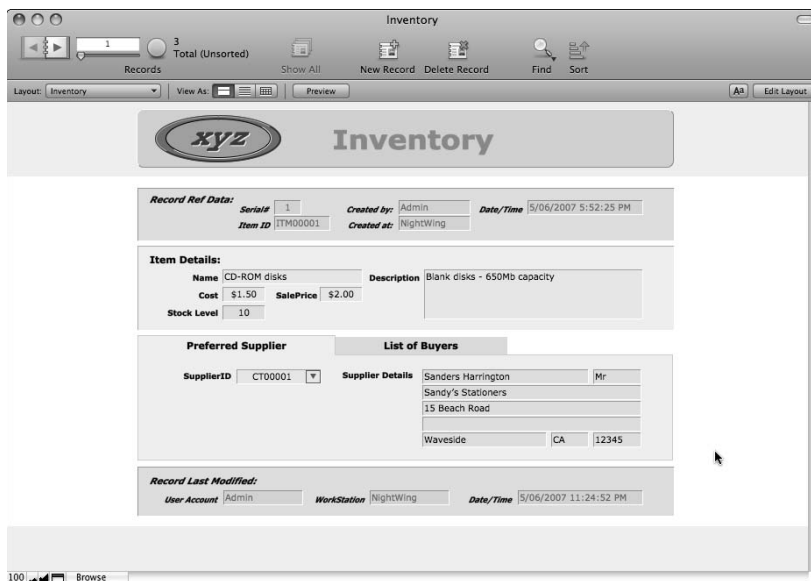 Inventory
1
3
Total (Unsorted)
Records
Show All
New Record
Delete Record
Find
Sort
Layout: Inventory
View As:
Preview
Aa
Edit Layout
xyz
Inventory
Record Ref Data:
Serial# 1 Created by: Admin Date/Time 5/06/2007 5:52:25 PM
Item ID ITM00001 Created at: NightWing
Item Details:
Name CD-ROM disks Description Blank disks - 650Mb capacity
Cost $1.50 SalePrice $2.00
Stock Level 10
Preferred Supplier List of Buyers
SupplierID CT00001 Supplier Details Sanders Harrington Mr
Sandy's Stationers
15 Beach Road
Waveside CA 12345
Record Last Modified:
User Account Admin WorkStation NightWing Date/Time 5/06/2007 11:24:52 PM
100 Browse